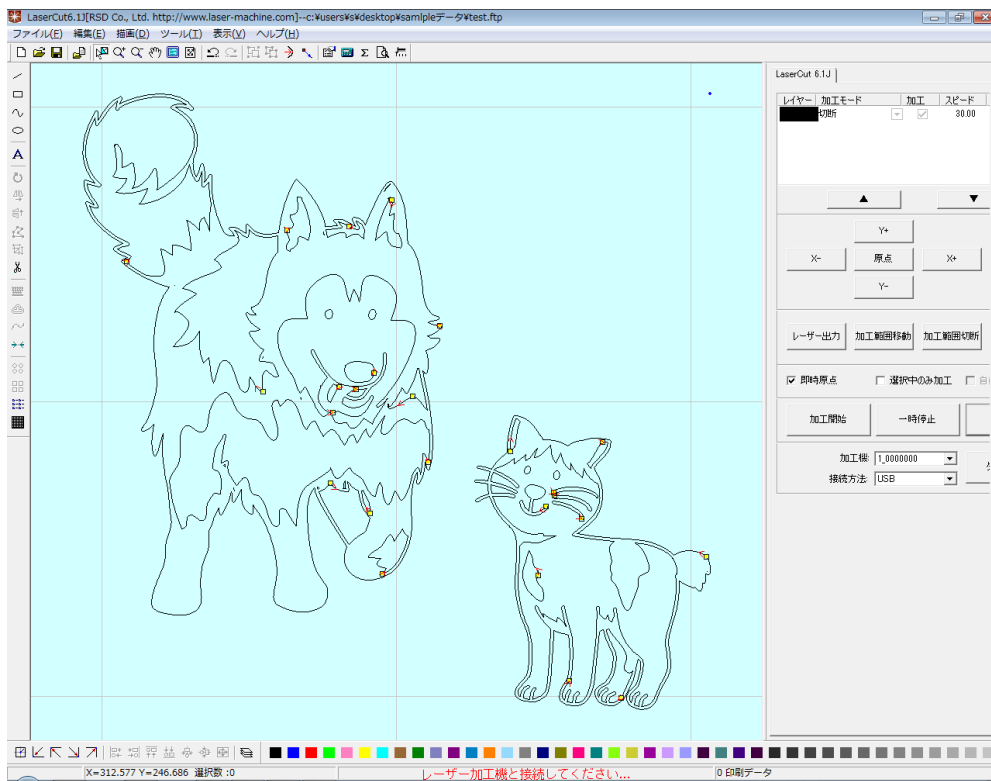 LaserCut6.1J[RSD Co., Ltd. http://www.laser-machine.com]--c:¥users¥s¥desktop¥samlpleデータ¥test.ftp
ファイル(F) 編集(E) 描画(D) ツール(T) 表示(V) ヘルプ(H)
LaserCut 6.1J
レイヤー 加工モード 加工 スピード
切断 30.00
▲ ▼
Y+
X- 原点 X+
Y-
レーザー出力 加工範囲移動 加工範囲切断
即時原点 選択中のみ加工
加工開始 一時停止
加工機: 1_0000000
接続方法: USB
X=312.577 Y=246.686 選択数 :0 レーザー加工機と接続してください... 0 印刷データ